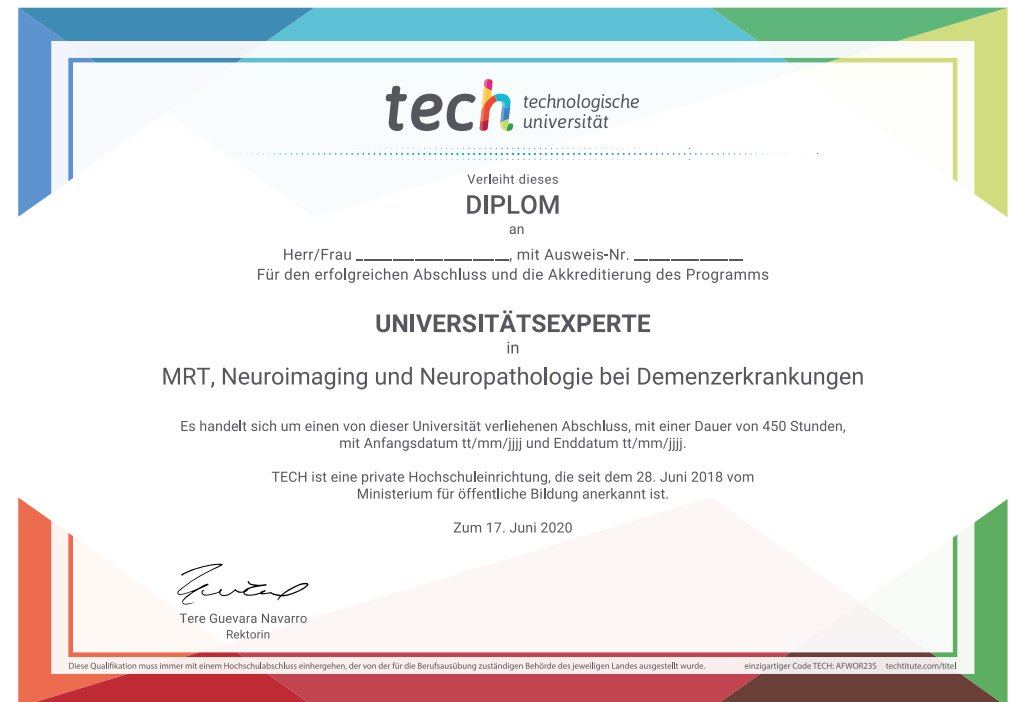 tech technologische
universität
Verleiht dieses
DIPLOM
an
Herr/Frau ____________________, mit Ausweis-Nr. ______________
Für den erfolgreichen Abschluss und die Akkreditierung des Programms
UNIVERSITÄTSEXPERTE
in
MRT, Neuroimaging und Neuropathologie bei Demenzerkrankungen
Es handelt sich um einen von dieser Universität verliehenen Abschluss, mit einer Dauer von 450 Stunden,
mit Anfangsdatum tt/mm/jjjj und Enddatum tt/mm/jjjj.
TECH ist eine private Hochschuleinrichtung, die seit dem 28. Juni 2018 vom
Ministerium für öffentliche Bildung anerkannt ist.
Zum 17. Juni 2020
Tere Guevara Navarro
Rektorin
Diese Qualifikation muss immer mit einem Hochschulabschluss einhergehen, der von der für die Berufsausübung zuständigen Behörde des jeweiligen Landes ausgestellt wurde. einzigartiger Code TECH: AFWOR235 techtitute.com/titel